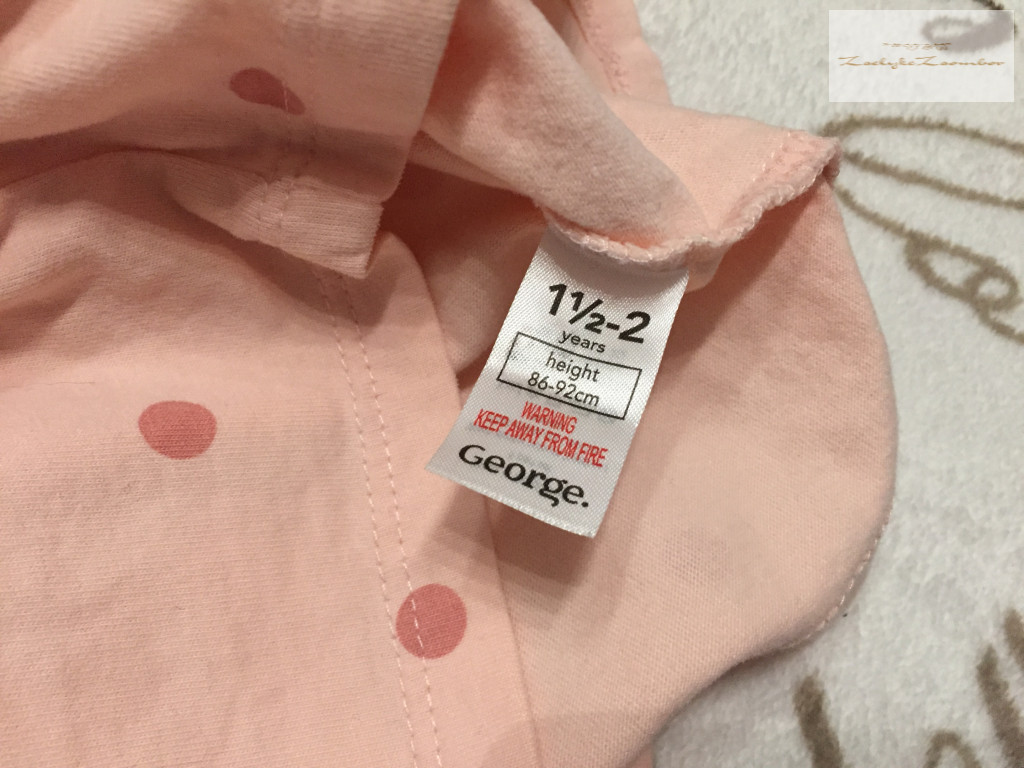 1½-2
years
height
86-92cm
WARNING
KEEP AWAY FROM FIRE
George.